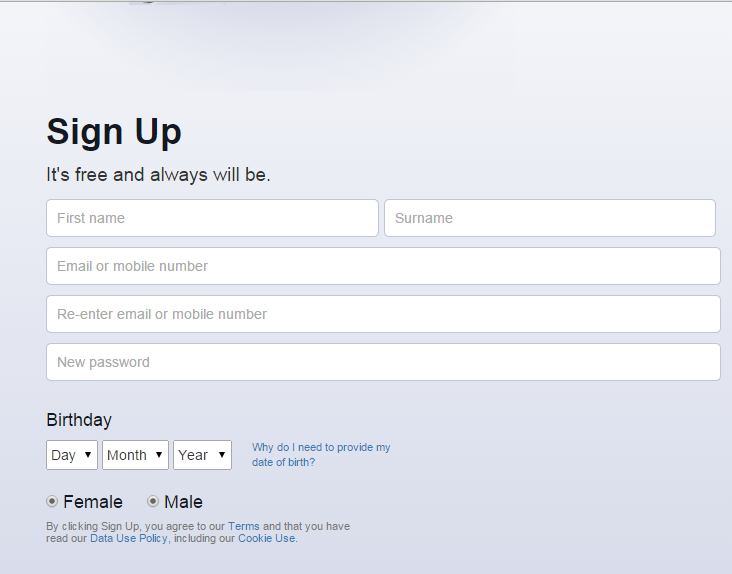 Sign Up
It's free and always will be.
First name Surname
Email or mobile number
Re-enter email or mobile number
New password
Birthday
Day Month Year
Why do I need to provide my
date of birth?
Female Male
By clicking Sign Up, you agree to our Terms and that you have
read our Data Use Policy, including our Cookie Use.